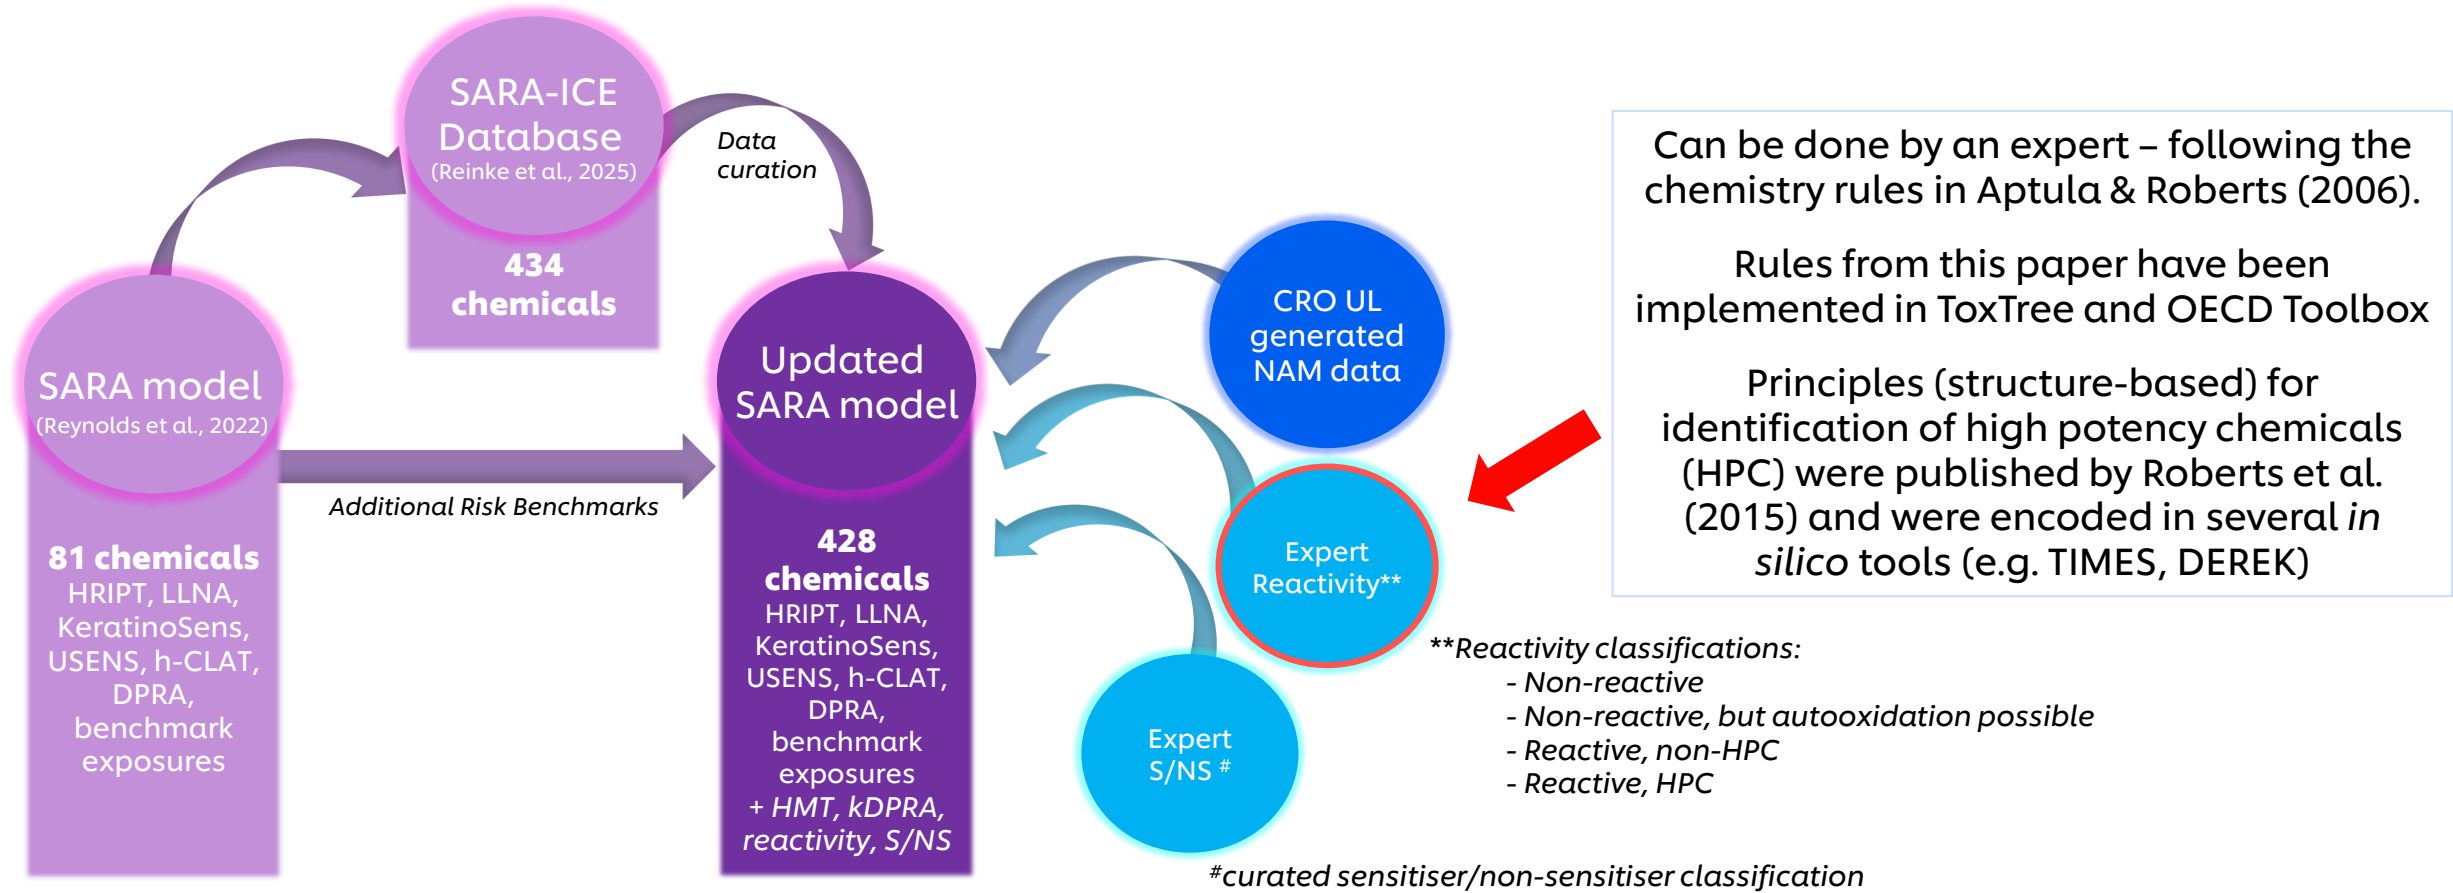 SARA-ICE
Database
(Reinke et al., 2025)
434
chemicals
Data
curation
SARA model
(Reynolds et al., 2022)
81 chemicals
HRIPT, LLNA,
KeratinoSens,
USENS, h-CLAT,
DPRA,
benchmark
exposures
Additional Risk Benchmarks
Updated
SARA model
428
chemicals
HRIPT, LLNA,
KeratinoSens,
USENS, h-CLAT,
DPRA,
benchmark
exposures
+ HMT, kDPRA,
reactivity, S/NS
CRO UL
generated
NAM data
Expert
Reactivity**
Expert
S/NS #
Can be done by an expert – following the
chemistry rules in Aptula & Roberts (2006).
Rules from this paper have been
implemented in ToxTree and OECD Toolbox
Principles (structure-based) for
identification of high potency chemicals
(HPC) were published by Roberts et al.
(2015) and were encoded in several in
silico tools (e.g. TIMES, DEREK)
**Reactivity classifications:
- Non-reactive
- Non-reactive, but autooxidation possible
- Reactive, non-HPC
- Reactive, HPC
#curated sensitiser/non-sensitiser classification